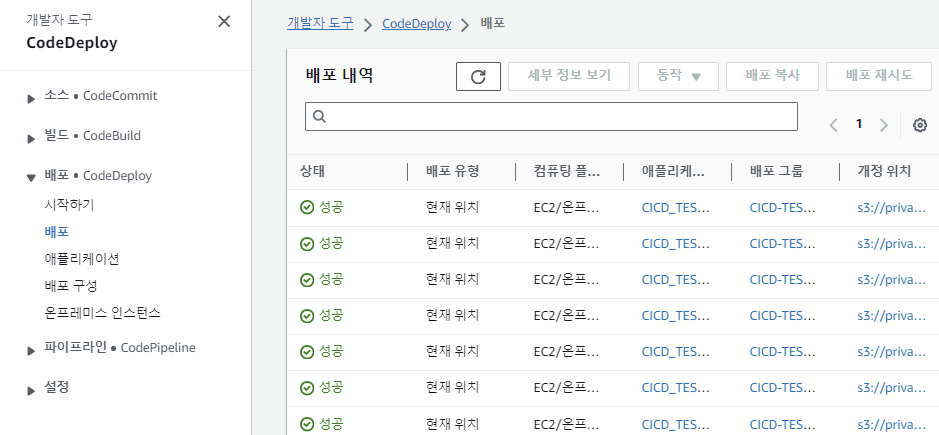 개발자 도구
CodeDeploy
소스 • CodeCommit
빌드 • CodeBuild
배포 • CodeDeploy
시작하기
배포
애플리케이션
배포 구성
온프레미스 인스턴스
파이프라인 • CodePipeline
설정
개발자 도구 > CodeDeploy > 배포
배포 내역 세부 정보 보기 동작 배포 복사 배포 재시도
1
상태 배포 유형 컴퓨팅 플... 애플리케... 배포 그룹 개정 위치
성공 현재 위치 EC2/온프... CICD_TES... CICD-TES... s3://priva...
성공 현재 위치 EC2/온프... CICD_TES... CICD-TES... s3://priva...
성공 현재 위치 EC2/온프... CICD_TES... CICD-TES... s3://priva...
성공 현재 위치 EC2/온프... CICD_TES... CICD-TES... s3://priva...
성공 현재 위치 EC2/온프... CICD_TES... CICD-TES... s3://priva...
성공 현재 위치 EC2/온프... CICD_TES... CICD-TES... s3://priva...
성공 현재 위치 EC2/온프... CICD_TES... CICD-TES... s3://priva...